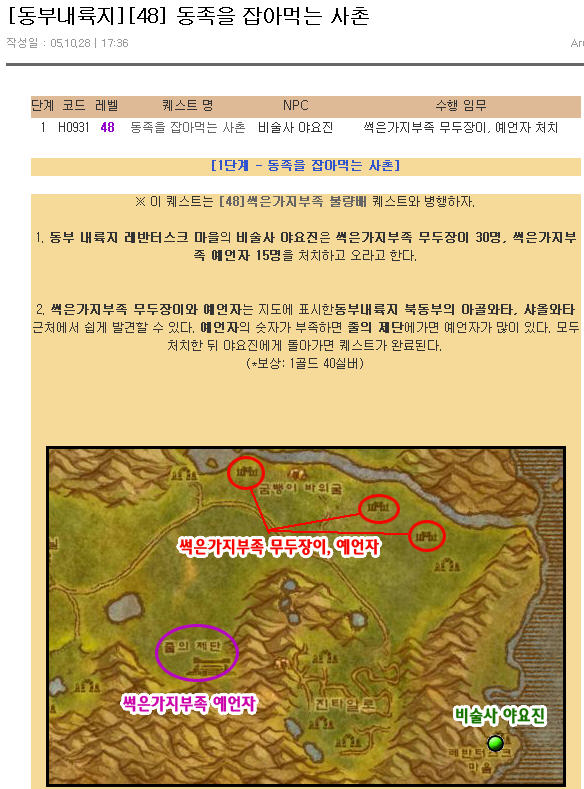 [동부내륙지][48] 동족을 잡아먹는 사촌
작성일 : 05,10,28 | 17:36
단계 코드 레벨 퀘스트 명 NPC 수행 임무
1 H0931 48 동족을 잡아먹는 사촌 비술사 야요진 썩은가지부족 무두장이, 예언자 처치
[1단계 - 동족을 잡아먹는 사촌]
※ 이 퀘스트는 [48]썩은가지부족 불량배 퀘스트와 병행하자.
1. 동부 내륙지 레반터스크 마을의 비술사 야요진은 썩은가지부족 무두장이 30명, 썩은가지부
족 예언자 15명을 처치하고 오라고 한다.
2. 썩은가지부족 무두장이와 예언자는 지도에 표시한동부내륙지 북동부의 아골와타, 샤올와타
근처에서 쉽게 발견할 수 있다. 예언자의 숫자가 부족하면 줄의 제단에가면 예언자가 많이 있다. 모두
처치한 뒤 야요진에게 돌아가면 퀘스트가 완료된다.
(*보상: 1골드 40실버)
굼벵이 바위굴
썩은가지부족 무두장이, 예언자
줄의 제단
썩은가지부족 예언자
진타알로
비술사 야요진
레반터스크
마을